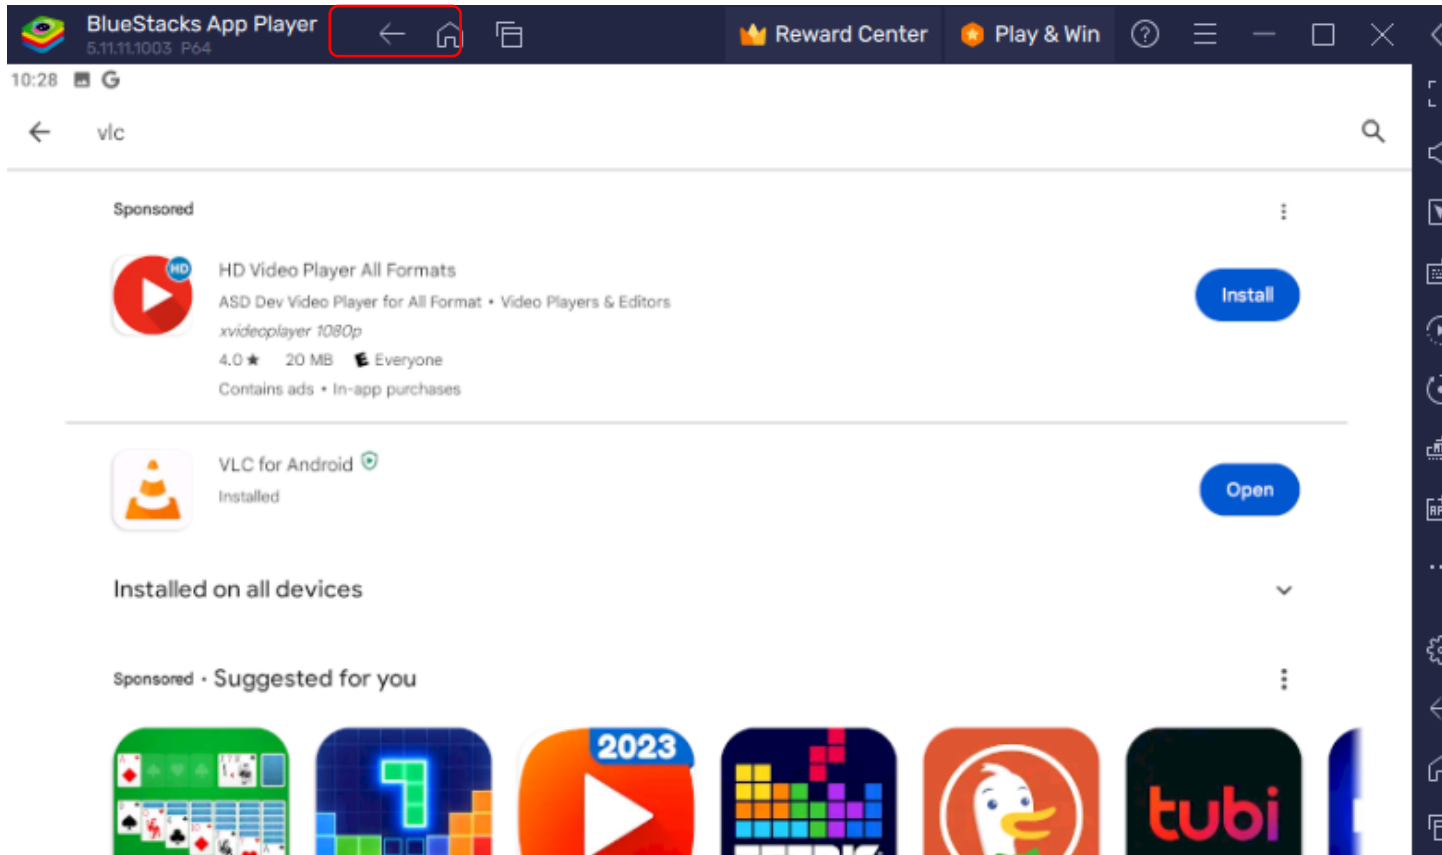 BlueStacks App Player
5.11.11.1003 P64
Reward Center
Play & Win
10:28
vlc
Sponsored
HD
HD Video Player All Formats
ASD Dev Video Player for All Format • Video Players & Editors
xvideoplayer 1080p
4.0★ 20 MB E Everyone
Contains ads • In-app purchases
Install
VLC for Android
Installed
Open
Installed on all devices
Sponsored • Suggested for you
2023
tubi